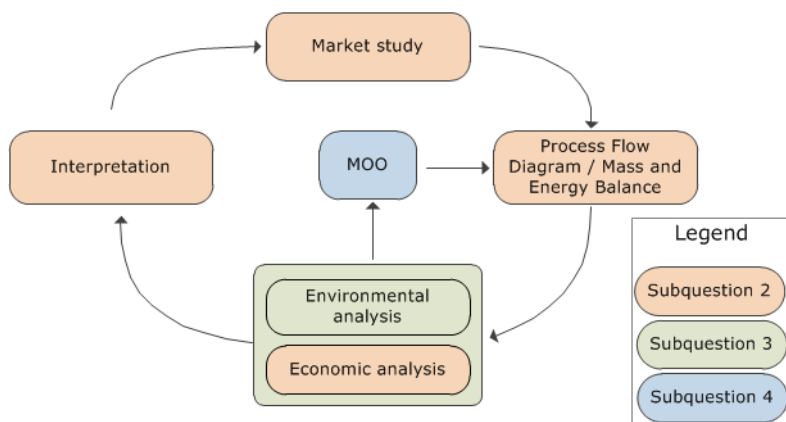 Market study
Interpretation
MOO
Process Flow
Diagram / Mass and
Energy Balance
Environmental
analysis
Economic analysis
Legend
Subquestion 2
Subquestion 3
Subquestion 4